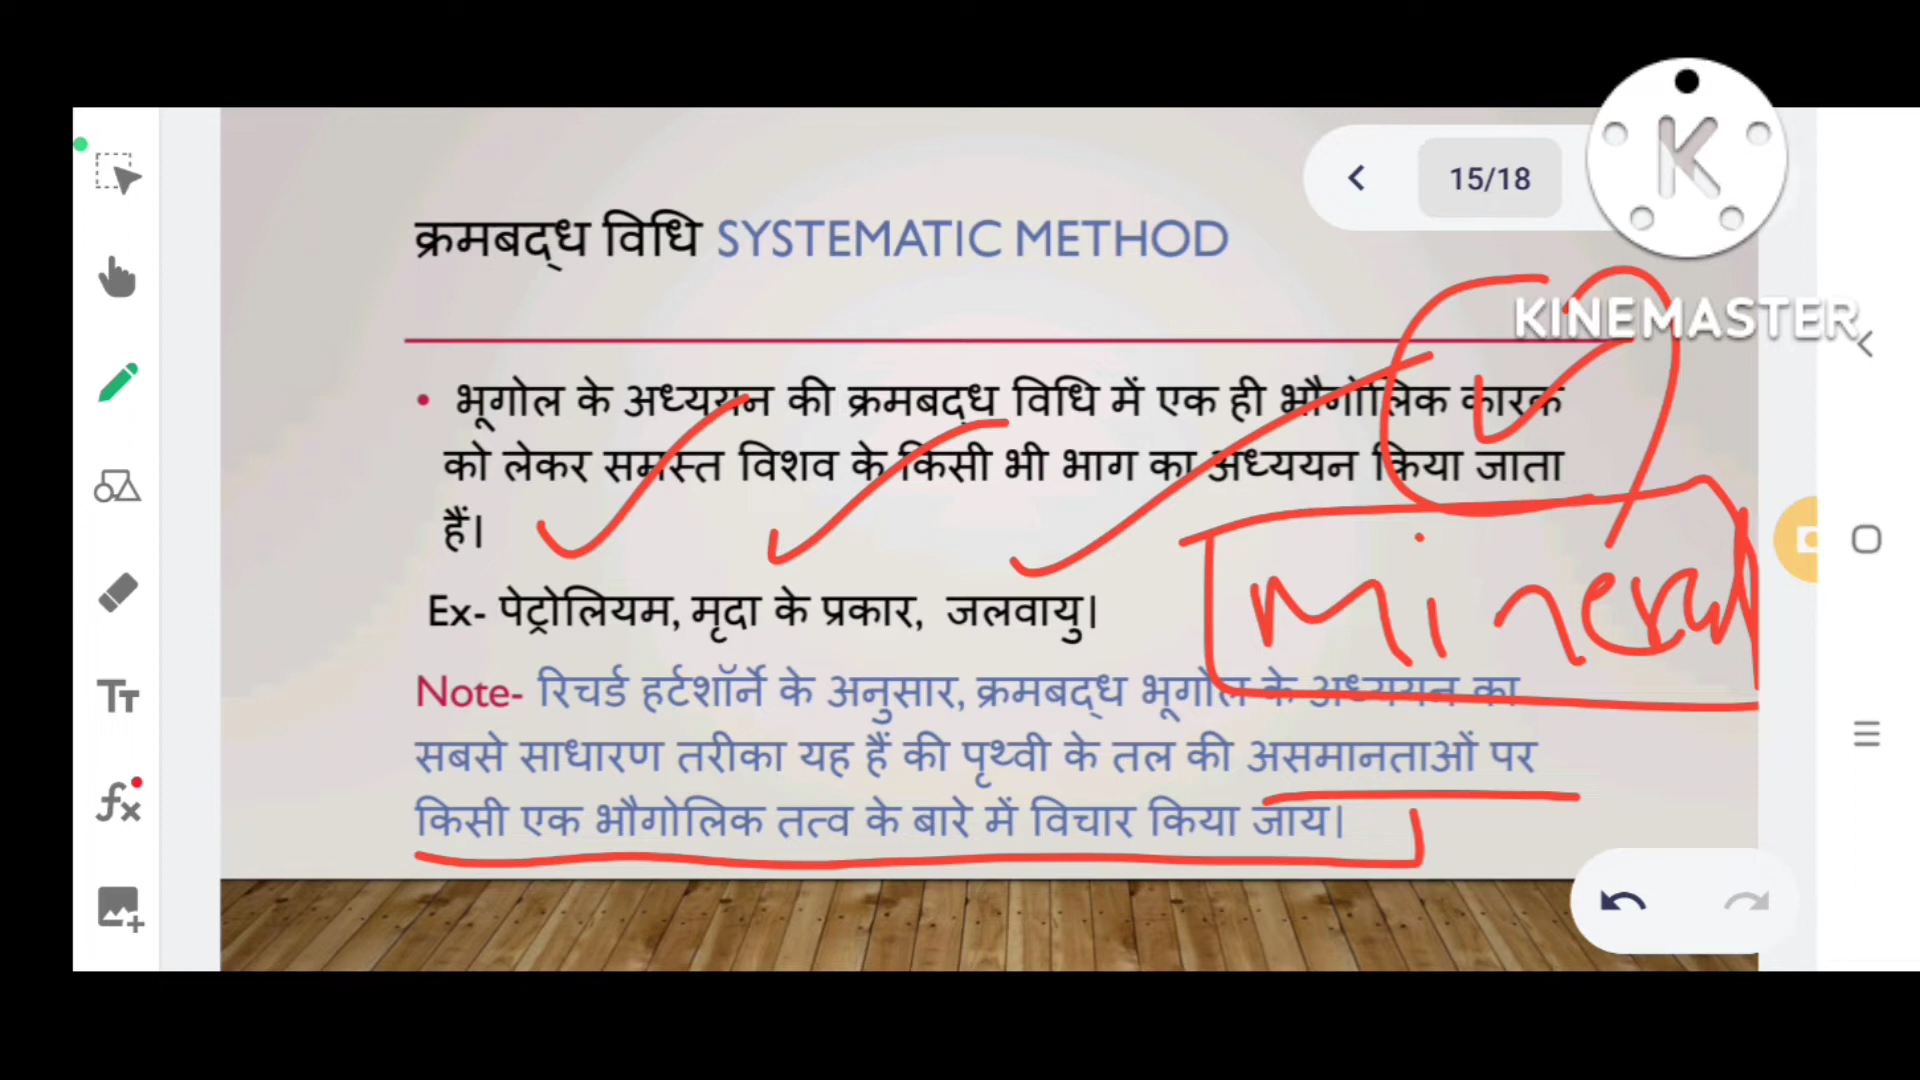 15/18
K
KINEMASTER
क्रमबद्ध विधि SYSTEMATIC METHOD
• भूगोल के अध्ययन की क्रमबद्ध विधि में एक ही भौगोलिक कारक
को लेकर समस्त विशव के किसी भी भाग का अध्ययन किया जाता
हैं।
Ex- पेट्रोलियम, मृदा के प्रकार, जलवायु।
Mineral
Note- रिचर्ड हर्टशॉर्ने के अनुसार, क्रमबद्ध भूगोल के अध्ययन का
सबसे साधारण तरीका यह हैं की पृथ्वी के तल की असमानताओं पर
किसी एक भौगोलिक तत्व के बारे में विचार किया जाय।
TT
fx